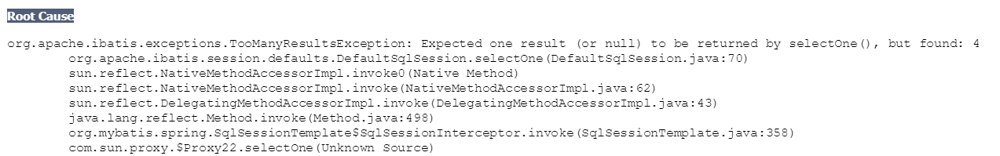 Root Cause
org.apache.ibatis.exceptions.TooManyResultsException: Expected one result (or null) to be returned by selectOne(), but found: 4
org.apache.ibatis.session.defaults.DefaultSqlSession.selectOne(DefaultSqlSession.java:70)
sun.reflect.NativeMethodAccessorImpl.invoke0(Native Method)
sun.reflect.NativeMethodAccessorImpl.invoke(NativeMethodAccessorImpl.java:62)
sun.reflect.DelegatingMethodAccessorImpl.invoke(DelegatingMethodAccessorImpl.java:43)
java.lang.reflect.Method.invoke(Method.java:498)
org.mybatis.spring.SqlSessionTemplate$SqlSessionInterceptor.invoke(SqlSessionTemplate.java:358)
com.sun.proxy.$Proxy22.selectOne(Unknown Source)